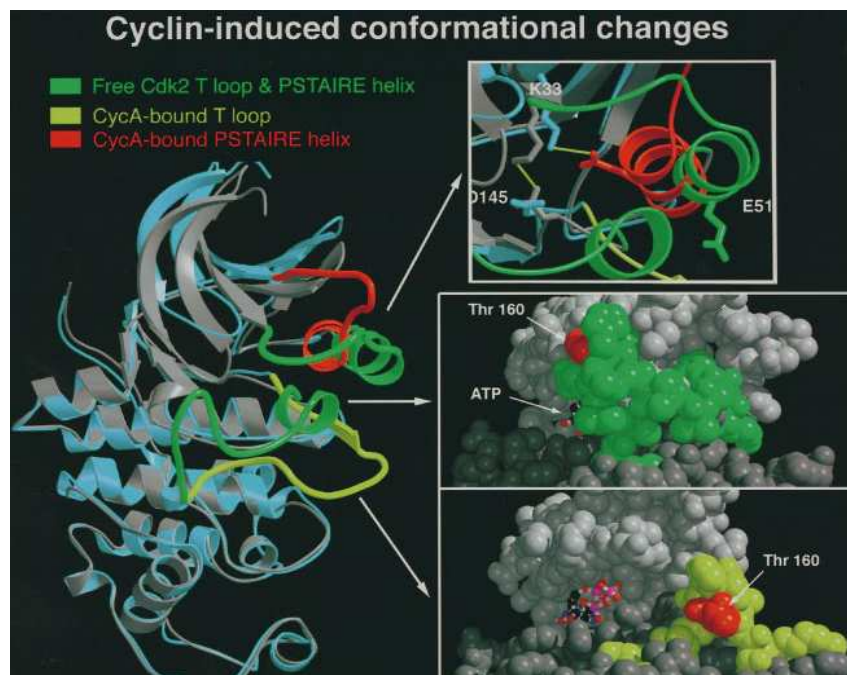 Cyclin-induced conformational changes
Free Cdk2 T loop & PSTAIRE helix
CycA-bound T loop
CycA-bound PSTAIRE helix
K33
D145
E51
Thr 160
ATP
Thr 160